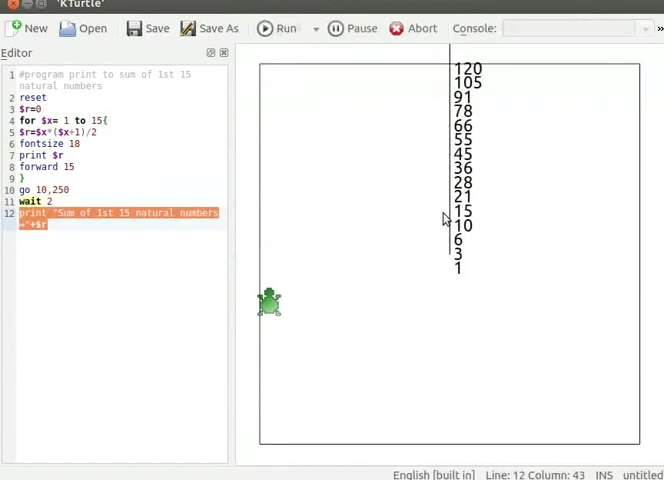 'KTurtle'
New Open Save Save As Run Pause Abort Console: »
Editor
1 #program print to sum of 1st 15
natural numbers
2 reset
3 $r=0
4 for $x= 1 to 15{
5 $r=$x*($x+1)/2
6 fontsize 18
7 print $r
8 forward 15
9 }
10 go 10,250
11 wait 2
12 print "Sum of 1st 15 natural numbers
="+$r
120
105
91
78
66
55
45
36
28
21
15
10
6
3
1
English [built in] Line: 12 Column: 43 INS untitled